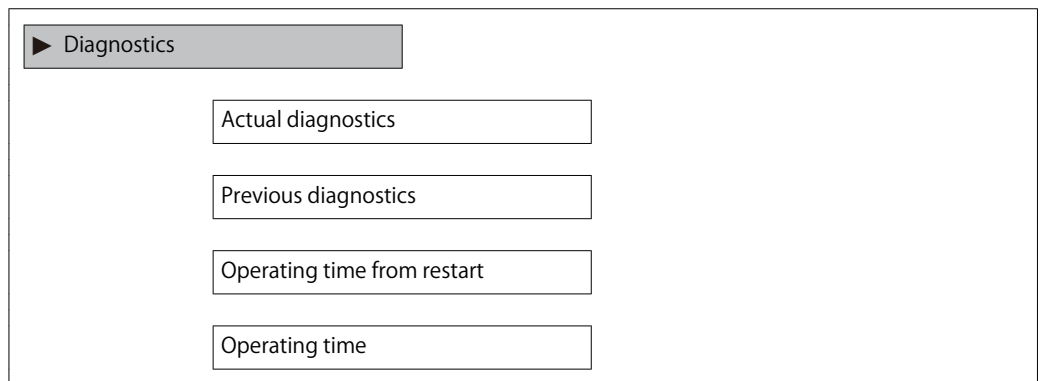 ▶ Diagnostics
Actual diagnostics
Previous diagnostics
Operating time from restart
Operating time